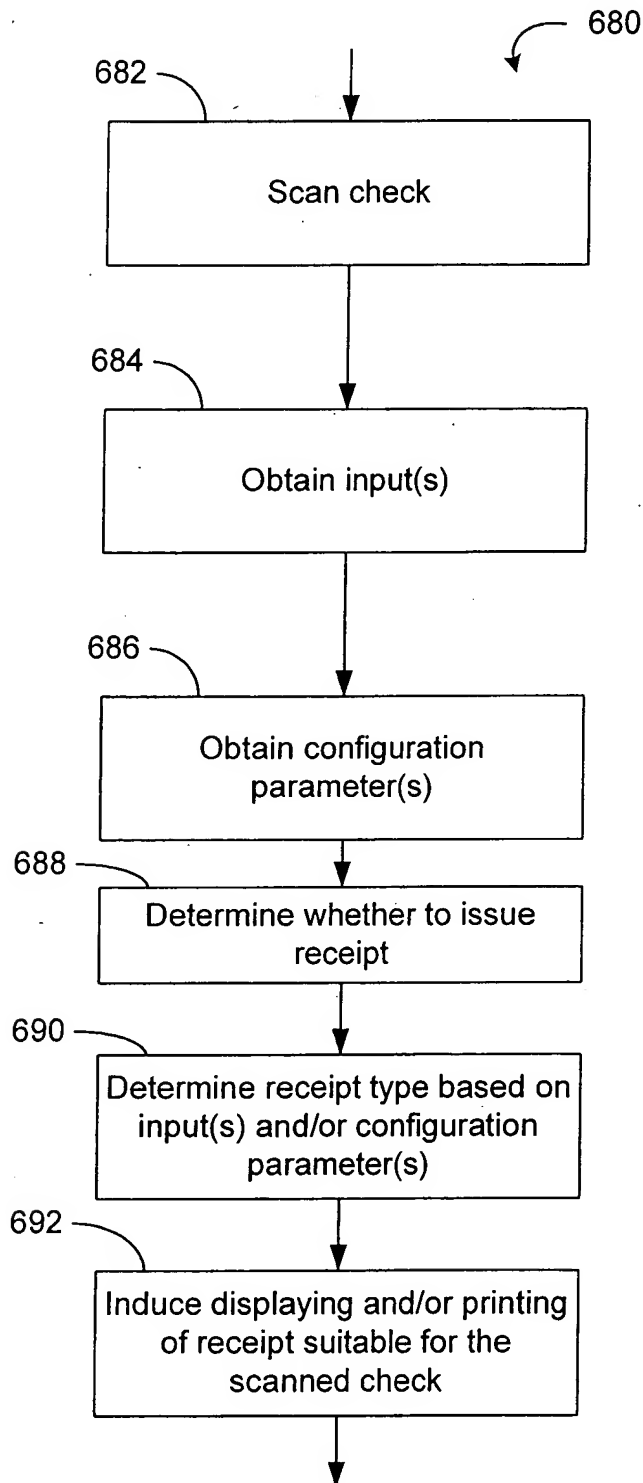 680
682
Scan check
684
Obtain input(s)
686
Obtain configuration
parameter(s)
688
Determine whether to issue
receipt
690
Determine receipt type based on
input(s) and/or configuration
parameter(s)
692
Induce displaying and/or printing
of receipt suitable for the
scanned check